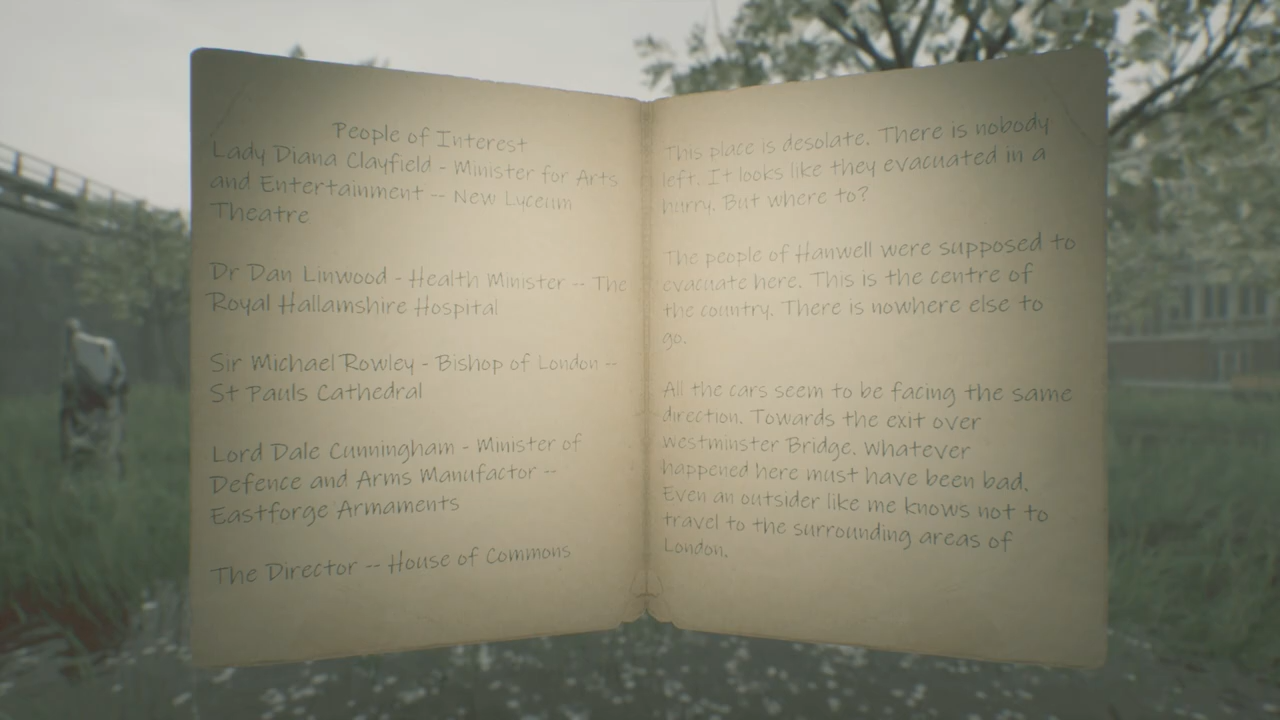 People of Interest
Lady Diana Clayfield - Minister for Arts
and Entertainment -- New Lyceum
Theatre
Dr Dan Linwood - Health Minister -- The
Royal Hallamshire Hospital
Sir Michael Rowley - Bishop of London --
St Pauls Cathedral
Lord Dale Cunningham - Minister of
Defence and Arms Manufactor --
Eastforge Armaments
The Director -- House of Commons
This place is desolate. There is nobody
left. It looks like they evacuated in a
hurry. But where to?
The people of Hanwell were supposed to
evacuate here. This is the centre of
the country. There is nowhere else to
go.
All the cars seem to be facing the same
direction. Towards the exit over
Westminster Bridge. Whatever
happened here must have been bad.
Even an outsider like me knows not to
travel to the surrounding areas of
London.